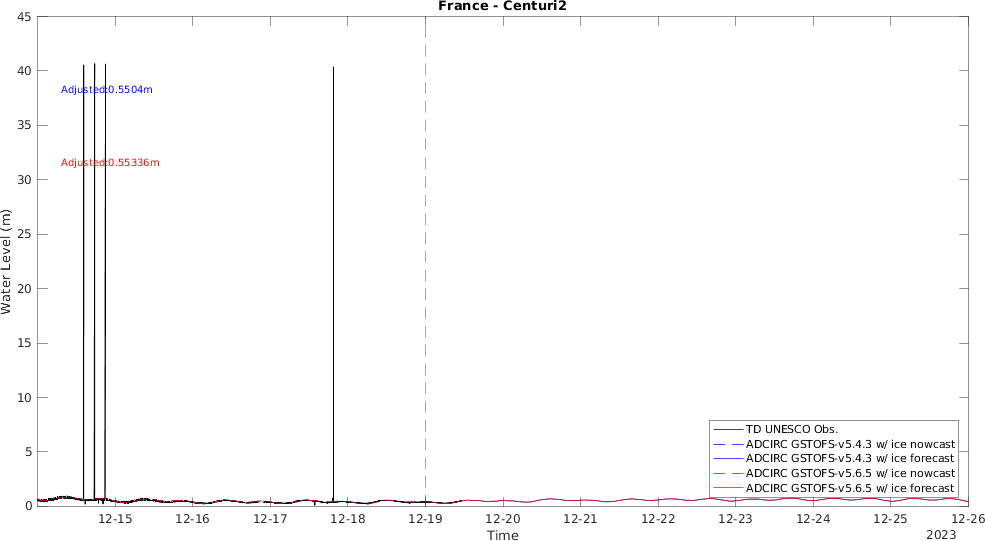 France - Centuri2
45
40
35
30
25
20
15
10
5
0
Water Level (m)
Adjusted:0.5504m
Adjusted:0.55336m
TD UNESCO Obs.
ADCIRC GSTOFS-v5.4.3 w/ ice nowcast
ADCIRC GSTOFS-v5.4.3 w/ ice forecast
ADCIRC GSTOFS-v5.6.5 w/ ice nowcast
ADCIRC GSTOFS-v5.6.5 w/ ice forecast
12-15 12-16 12-17 12-18 12-19 12-20 12-21 12-22 12-23 12-24 12-25 12-26
Time
2023